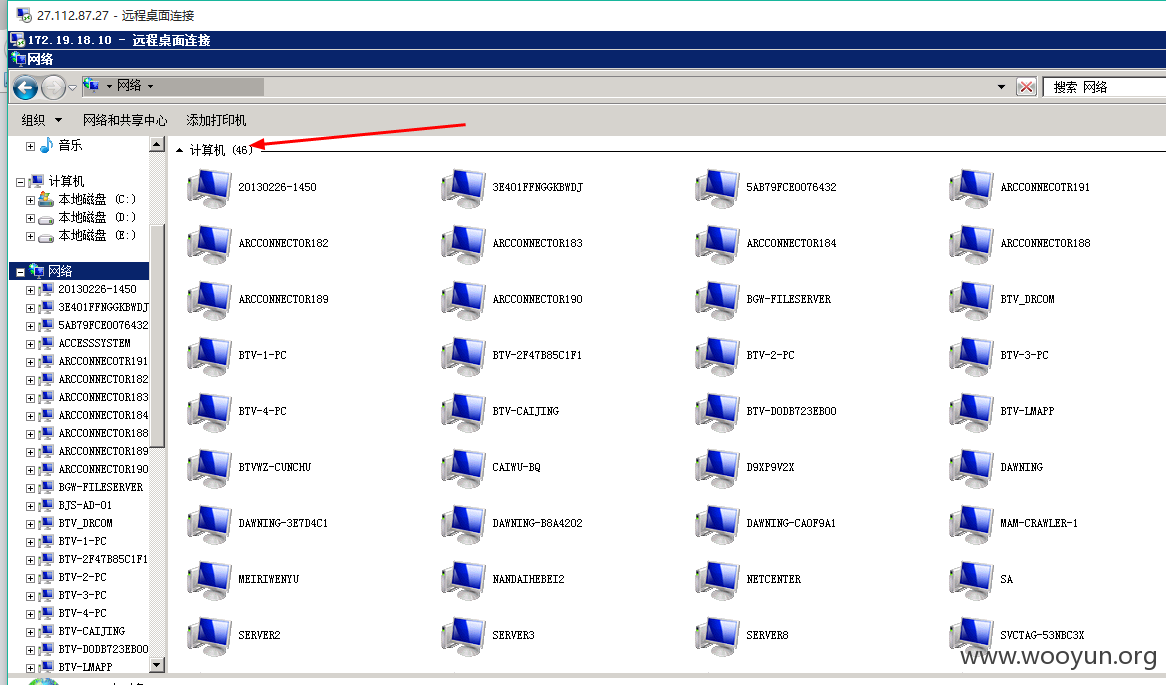 27.112.87.27 - 远程桌面连接
172.19.18.10 - 远程桌面连接
网络
网络
搜索 网络
组织 网络和共享中心 添加打印机
音乐
计算机
本地磁盘 (C:)
本地磁盘 (D:)
本地磁盘 (E:)
网络
20130226-1450
3E401FFNGGKBWDJ
5AB79FCE0076432
ACCESSSYSTEM
ARCCONNECOTR191
ARCCONNECTOR182
ARCCONNECTOR183
ARCCONNECTOR184
ARCCONNECTOR188
ARCCONNECTOR189
ARCCONNECTOR190
BGW-FILESERVER
BJS-AD-01
BTV_DRCOM
BTV-1-PC
BTV-2F47B85C1F1
BTV-2-PC
BTV-3-PC
BTV-4-PC
BTV-CAIJING
BTV-DODB723EB00
BTV-LMAPP
计算机 (46)
20130226-1450 3E401FFNGGKBWDJ 5AB79FCE0076432 ARCCONNECOTR191
ARCCONNECTOR182 ARCCONNECTOR183 ARCCONNECTOR184 ARCCONNECTOR188
ARCCONNECTOR189 ARCCONNECTOR190 BGW-FILESERVER BTV_DRCOM
BTV-1-PC BTV-2F47B85C1F1 BTV-2-PC BTV-3-PC
BTV-4-PC BTV-CAIJING BTV-DODB723EB00 BTV-LMAPP
BTVWZ-CUNCHU CAIWU-BQ D9XP9V2X DAWNING
DAWNING-3E7D4C1 DAWNING-B8A4202 DAWNING-CA0F9A1 MAM-CRAWLER-1
MEIRIWENYU NANDAIHEBEI2 NETCENTER SA
SERVER2 SERVER3 SERVER8 SVCTAG-53NBC3X
www.wooyun.org